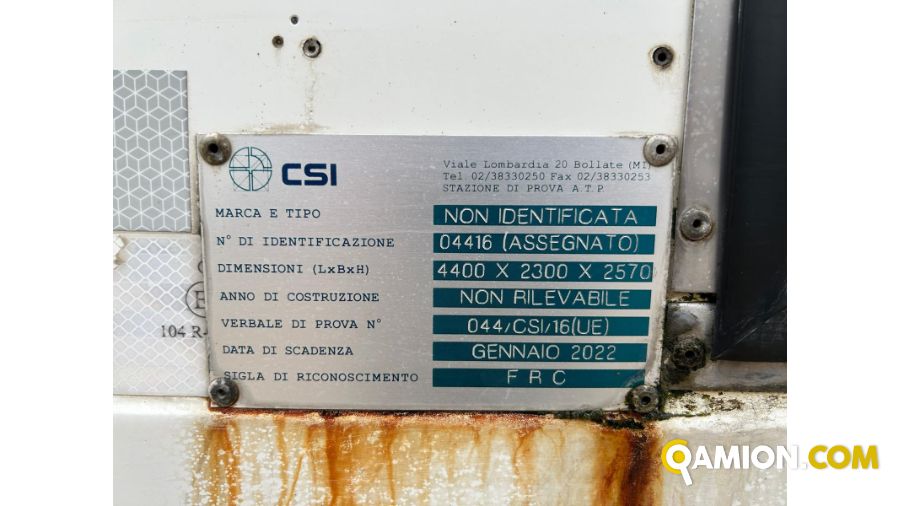 CSI
Viale Lombardia 20 Bollate (MI)
Tel. 02/38330250 Fax 02/38330253
STAZIONE DI PROVA A.T.P
MARCA E TIPO NON IDENTIFICATA
N° DI IDENTIFICAZIONE 04416 (ASSEGNATO)
DIMENSIONI (LxBxH) 4400 X 2300 X 2570
ANNO DI COSTRUZIONE NON RILEVABILE
VERBALE DI PROVA N° 044/CSI/16(UE)
DATA DI SCADENZA GENNAIO 2022
SIGLA DI RICONOSCIMENTO F R C
104 R-
QAMION.COM